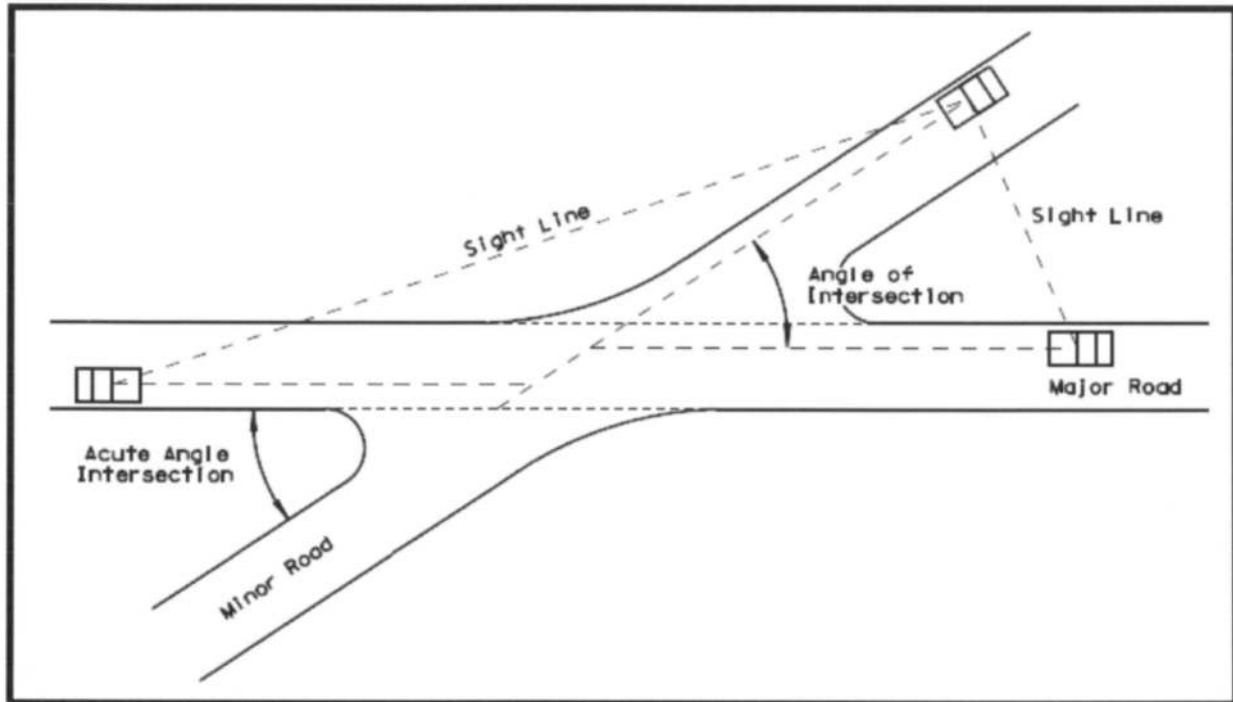 Sight Line
Sight Line
Angle of
Intersection
Major Road
Acute Angle
Intersection
Minor Road